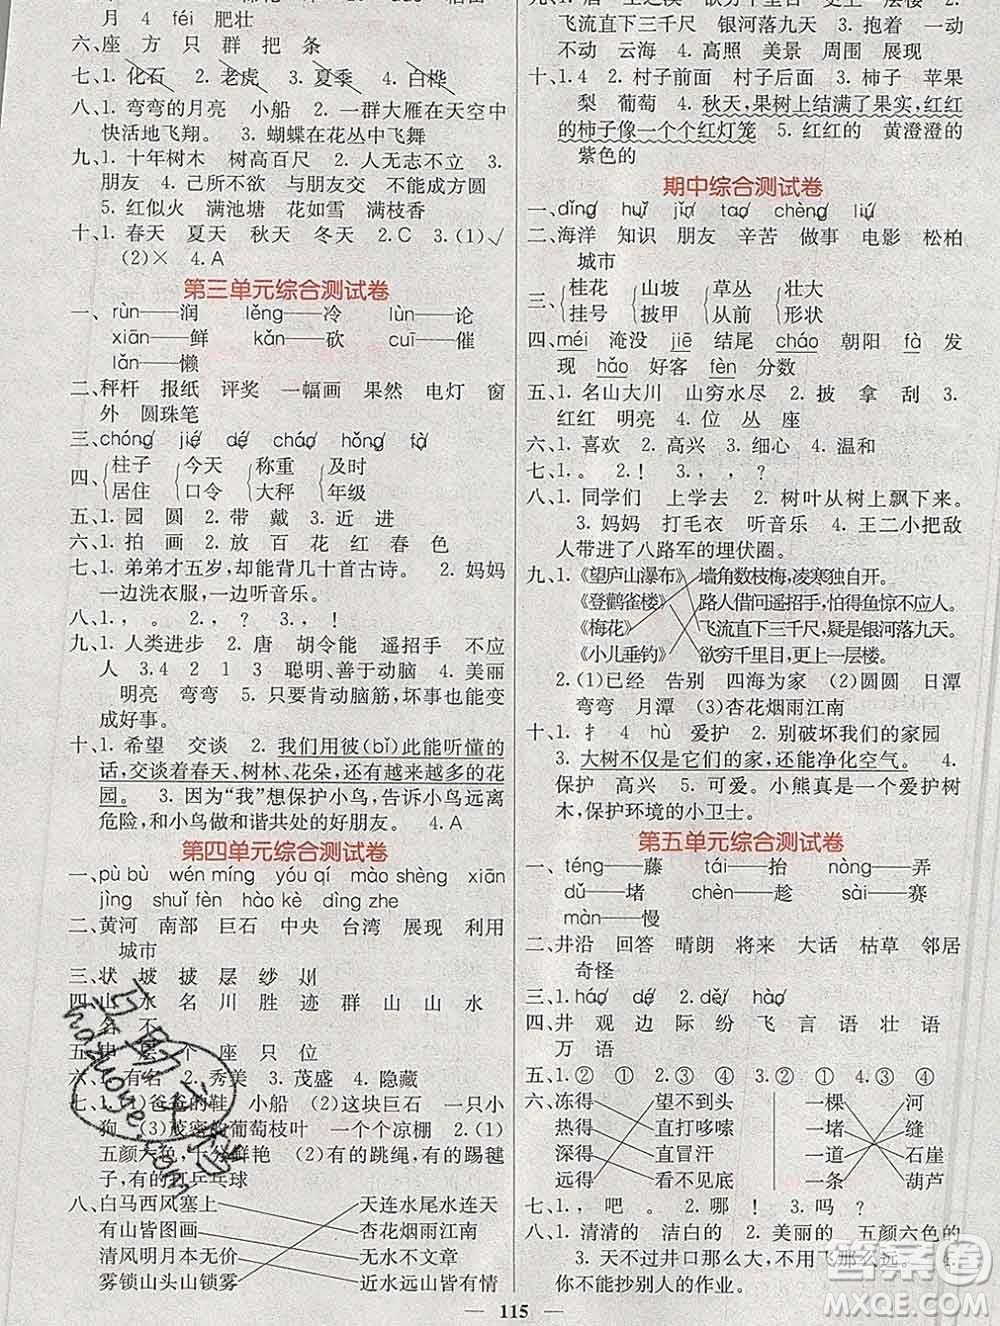 月 4 féi 肥壮
六、座 方 只 群 把 条
七、1. 化石 2. 老虎 3. 夏季 4. 白桦
八、1. 弯弯的月亮 小船 2. 一群大雁在天空中
快活地飞翔。 3. 蝴蝶在花丛中飞舞
九、1. 十年树木 树高百尺 2. 人无志不立 3.
朋友 4. 己所不欲 与朋友交 不能成方圆
5. 红似火 满池塘 花如雪 满枝香
十、1. 春天 夏天 秋天 冬天 2. C 3. (1)√
(2)× 4. A
第三单元综合测试卷
一、rùn——润 lěng——冷 lùn——论
xiān——鲜 kǎn——砍 cuī——催
lǎn——懒
二、秤杆 报纸 评奖 一幅画 果然 电灯 窗
外 圆珠笔
三、chóng jié dé cháo hǒng fà
四、柱子 今天 称重 及时
居住 口令 大秤 年级
五、1. 园 圆 2. 带 戴 3. 近 进
六、1. 拍 画 2. 放 百 花 红 春 色
七、1. 弟弟才五岁,却能背几十首古诗。 2. 妈妈
一边洗衣服,一边听音乐。
八、1。 2. , ? 3. , , !
九、1. 人类进步 2. 唐 胡令能 遥招手 不应
人 3. 4 2 1 3 聪明、善于动脑 4. 美丽
明亮 弯弯 5. 只要肯动脑筋,坏事也能变
成好事。
十、1. 希望 交谈 2. 我们用彼(bǐ)此能听懂的
话,交谈着春天、树林、花朵,还有越来越多的花
园。 3. 因为“我”想保护小鸟,告诉小鸟远离
危险,和小鸟做和谐共处的好朋友。 4. A
第四单元综合测试卷
一、pù bù wén míng yóu qí mào shèng xiān
jìng shuǐ fèn hào kè dìng zhe
二、黄河 南部 巨石 中央 台湾 展现 利用
城市
三、状 坡 披 层 纱
四、山 水 名 川 胜 迹 群 山 山 水
不
五、 层 个 座 只 位
六、1. 有名 2. 秀美 3. 茂盛 4. 隐藏
七、1. (1)爸爸的鞋 小船 (2)这块巨石 一只小
狗 (3)茂密的葡萄枝叶 一个个凉棚 2. (1)
五颜六色,十分鲜艳 (2)有的跳绳,有的踢毽
子,有的打乒乓球
八、白马西风塞上 天连水尾水连天
有山皆图画 杏花烟雨江南
清风明月本无价 无水不文章
雾锁山头山锁雾 近水远山皆有情
飞流直下三千尺 银河落九天 3. 抱着 一动
不动 云海 4. 高高照 美景 周围 展现
十、1. 4 2. 村子前面 村子后面 3. 柿子 苹果
梨 葡萄 4. 秋天,果树上结满了果实,红红
的柿子像一个个红灯笼 5. 红红的 黄澄澄的
紫色的
期中综合测试卷
一、dǐng huǐ jīn tao chèng liú
二、海洋 知识 朋友 辛苦 做事 电影 松柏
城市
三、桂花 山坡 草丛 壮大
挂号 披甲 从前 形状
四、méi 淹没 jiē 结尾 cháo 朝阳 fà 发
现 hǎo 好客 fèn 分数
五、1. 名山大川 山穷水尽 2. 披 拿 刮 3.
红红 明亮 4. 位 丛 座
六、1. 喜欢 2. 高兴 3. 细心 4. 温和
七、1. 。 2. ! 3. , , ?
八、1. 同学们 上学去 2. 树叶从树上飘下来。
3. 妈妈 打毛衣 听音乐 4. 王二小把敌
人带进了八路军的埋伏圈。
九、1. 《望庐山瀑布》 墙角数枝梅,凌寒独自开。
《登鹳雀楼》 路人借问遥招手,怕得鱼惊不应人。
《梅花》 飞流直下三千尺,疑是银河落九天。
《小儿垂钓》 欲穷千里目,更上一层楼。
2. (1)已经 告别 四海为家 (2)圆圆 日潭
弯弯 月潭 (3)杏花烟雨江南
十、1. 扌 4 hù 爱护 2. 别破坏我们的家园
3. 大树不仅是它们的家,还能净化空气。 4.
保护 高兴 5. 可爱。小熊真是一个爱护树
木,保护环境的小卫士。
第五单元综合测试卷
一、téng——藤 tái——抬 nòng——弄
dǔ——堵 chèn——趁 sài——赛
màn——慢
二、井沿 回答 晴朗 将来 大话 枯草 邻居
奇怪
三、1. háo dé 2. děi hào
四、井 观 边 际 纷 飞 言 语 壮 语
万 语
五、1. ② ① 2. ② ① 3. ② ① ③ ④
六、冻得 望不到头 一棵 河
热得 直打哆嗦 一座 缝
深得 直冒汗 一道 石崖
远得 看不见底 一条 葫芦
七、1. , 吧 。 2. 哪 ! 3. 吗 ?
八、1. 清清的 洁白的 2. 美丽的 五颜六色的
3. 天不过井口那么大,不用飞那么远。 4.
你不能抄别人的作业。
115
hazuoye.com
答案圈
MXQE.COM